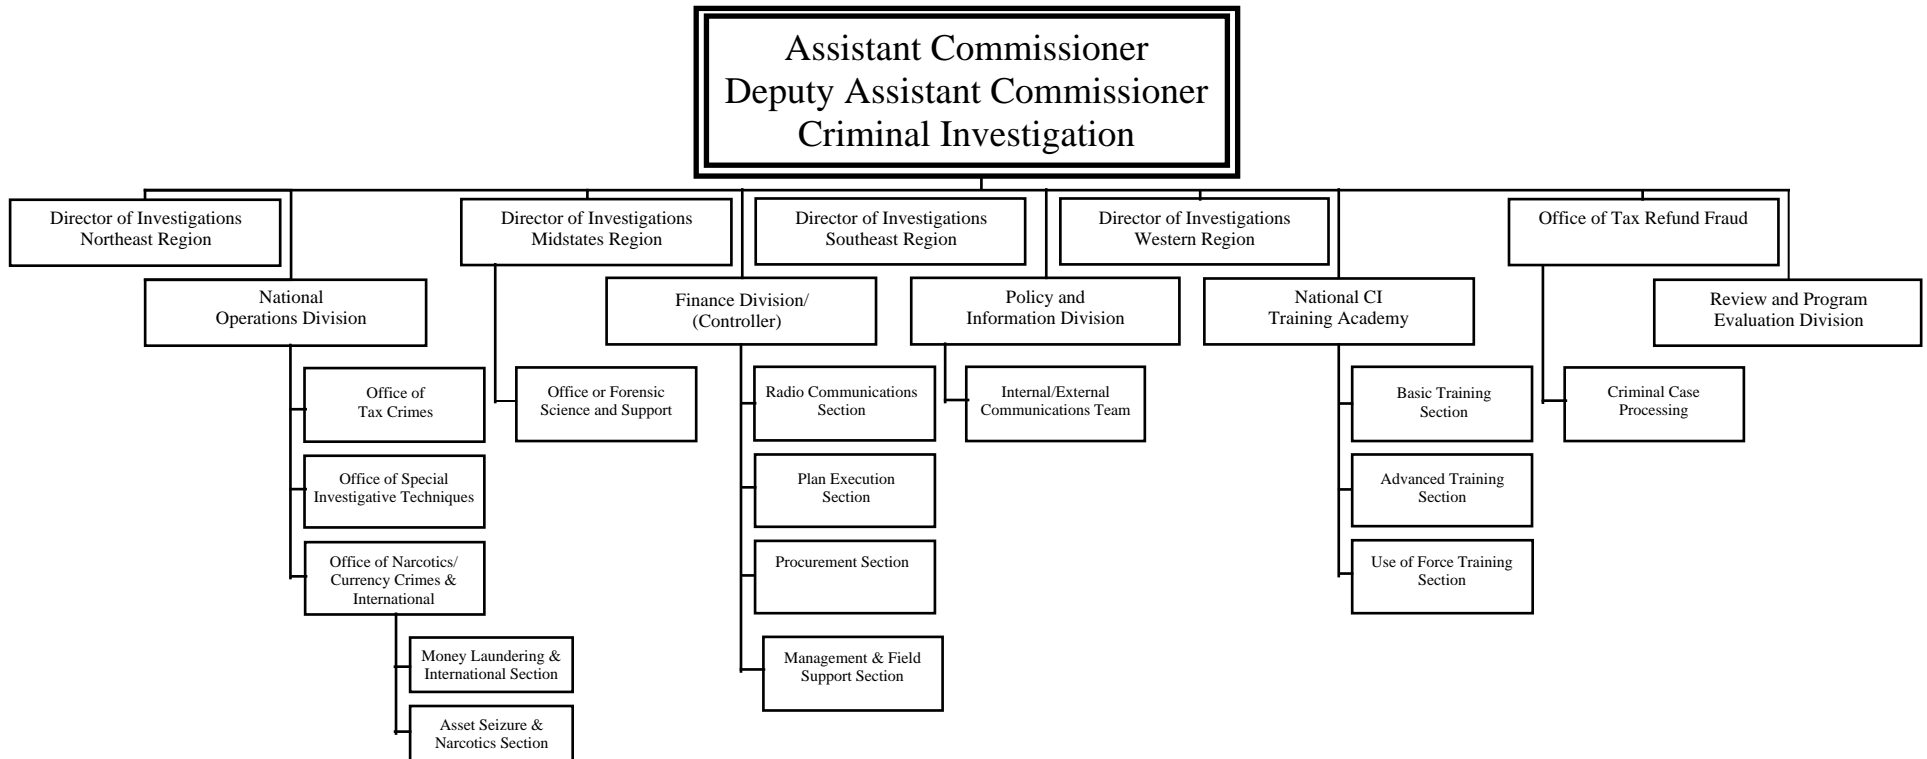 Assistant Commissioner
Deputy Assistant Commissioner
Criminal Investigation
Director of Investigations
Northeast Region
Director of Investigations
Midstates Region
Director of Investigations
Southeast Region
Director of Investigations
Western Region
Office of Tax Refund Fraud
National
Operations Division
Finance Division/
(Controller)
Policy and
Information Division
National CI
Training Academy
Review and Program
Evaluation Division
Office of
Tax Crimes
Office or Forensic
Science and Support
Radio Communications
Section
Internal/External
Communications Team
Basic Training
Section
Criminal Case
Processing
Office of Special
Investigative Techniques
Plan Execution
Section
Advanced Training
Section
Office of Narcotics/
Currency Crimes &
International
Procurement Section
Use of Force Training
Section
Money Laundering &
International Section
Management & Field
Support Section
Asset Seizure &
Narcotics Section